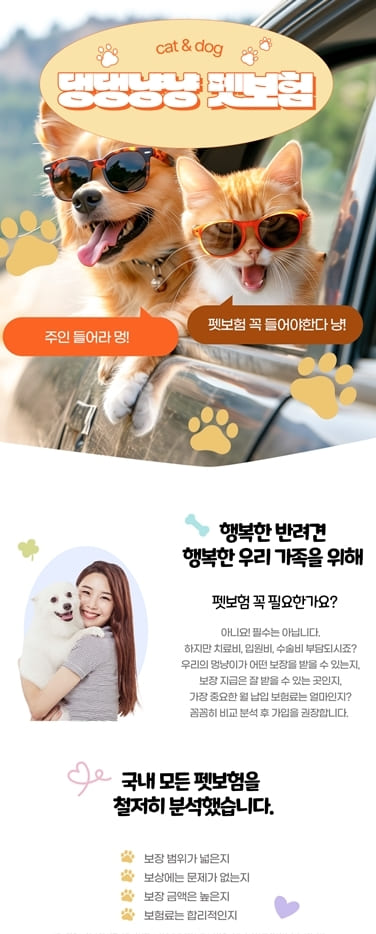 cat & dog
댕댕냥냥 펫보험
주인 들어라 멍!
펫보험 꼭 들어야한다 냥!
행복한 반려견
행복한 우리 가족을 위해
펫보험 꼭 필요한가요?
아니요! 필수는 아닙니다.
하지만 치료비, 입원비, 수술비 부담되시죠?
우리의 멍냥이가 어떤 보장을 받을 수 있는지,
보장 지급은 잘 받을 수 있는 곳인지,
가장 중요한 월 납입 보험료는 얼마인지?
꼼꼼히 비교 분석 후 가입을 권장합니다.
국내 모든 펫보험을
철저히 분석했습니다.
보장 범위가 넓은지
보상에는 문제가 없는지
보장 금액은 높은지
보험료는 합리적인지